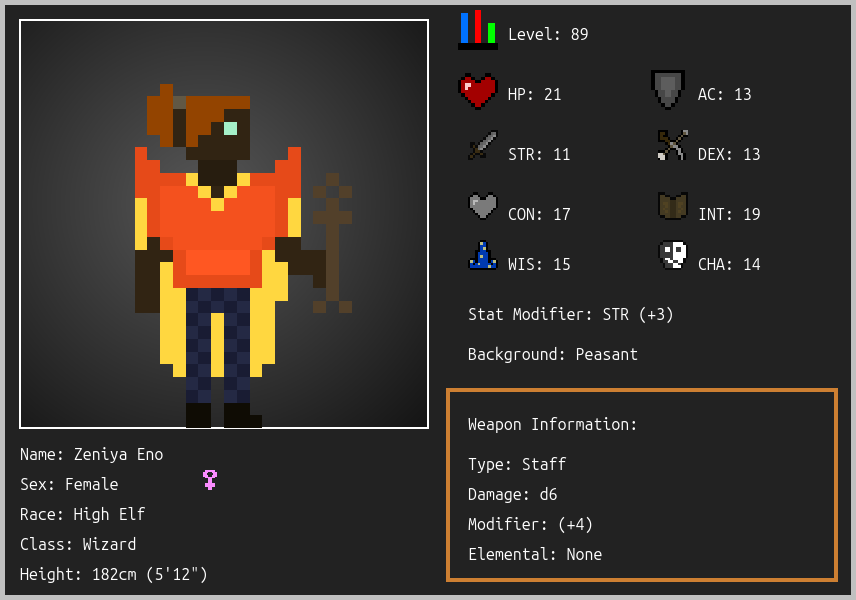 Level: 89
HP: 21
AC: 13
STR: 11
DEX: 13
CON: 17
INT: 19
WIS: 15
CHA: 14
Stat Modifier: STR (+3)
Background: Peasant
Weapon Information:
Type: Staff
Damage: d6
Modifier: (+4)
Elemental: None
Name: Zeniya Eno
Sex: Female
Race: High Elf
Class: Wizard
Height: 182cm (5'12")